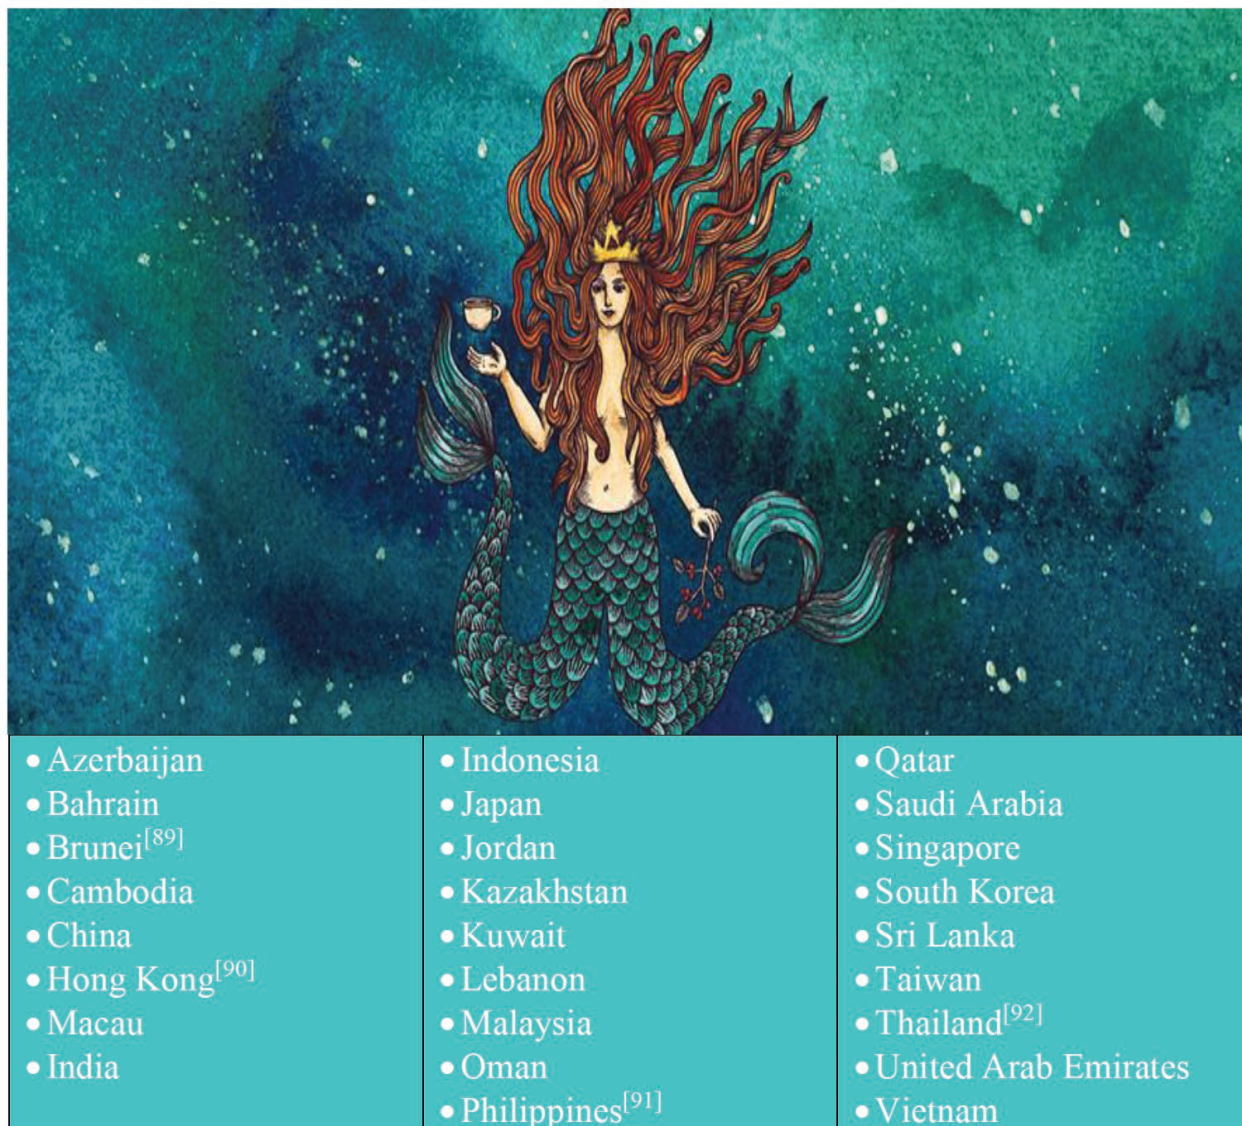 • Azerbaijan
• Bahrain
• Brunei[89]
• Cambodia
• China
• Hong Kong[90]
• Macau
• India
• Indonesia
• Japan
• Jordan
• Kazakhstan
• Kuwait
• Lebanon
• Malaysia
• Oman
• Philippines[91]
• Qatar
• Saudi Arabia
• Singapore
• South Korea
• Sri Lanka
• Taiwan
• Thailand[92]
• United Arab Emirates
• Vietnam